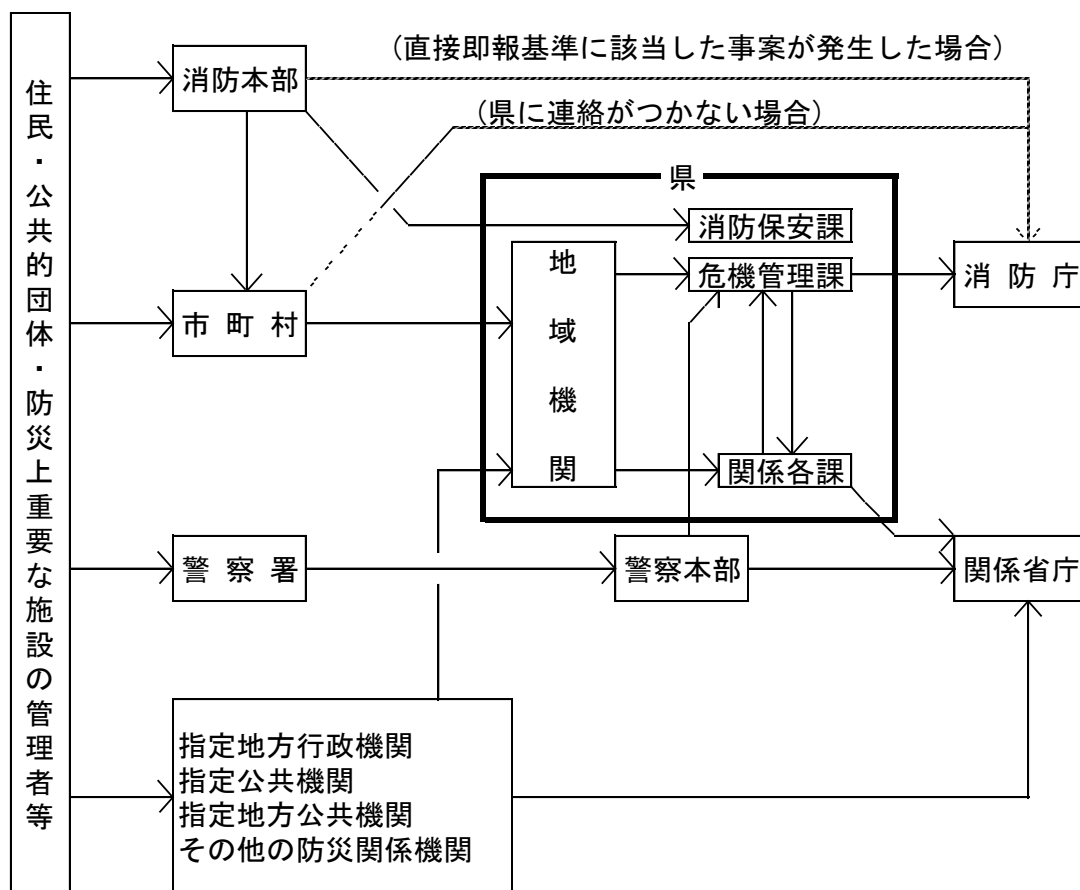 住民・公共的団体・防災上重要な施設の管理者等
(直接即報基準に該当した事案が発生した場合)
消防本部
(県に連絡がつかない場合)
県
消防保安課
地域機関
危機管理課
消防庁
市町村
関係各課
警察署
警察本部
関係省庁
指定地方行政機関
指定公共機関
指定地方公共機関
その他の防災関係機関